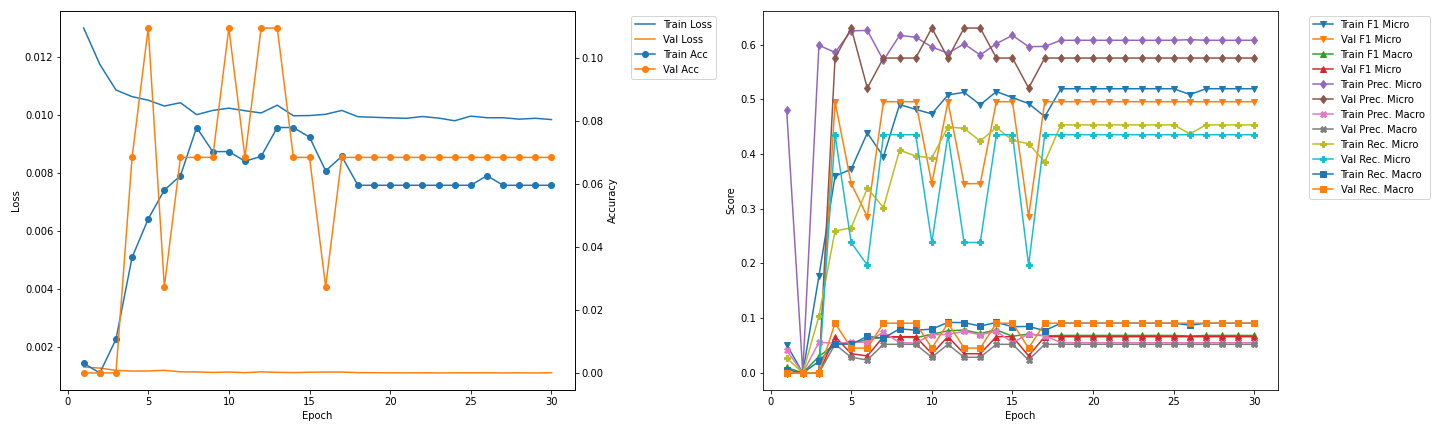 0.012
0.010
0.008
0.006
0.004
0.002
Loss
0
5
10
15
20
25
30
Epoch
0.10
0.08
0.06
0.04
0.02
0.00
Accuracy
Train Loss
Val Loss
Train Acc
Val Acc
0.6
0.5
0.4
0.3
0.2
0.1
0.0
Score
0
5
10
15
20
25
30
Epoch
Train F1 Micro
Val F1 Micro
Train F1 Macro
Val F1 Micro
Train Prec. Micro
Val Prec. Micro
Train Prec. Macro
Val Prec. Macro
Train Rec. Micro
Val Rec. Micro
Train Rec. Macro
Val Rec. Macro